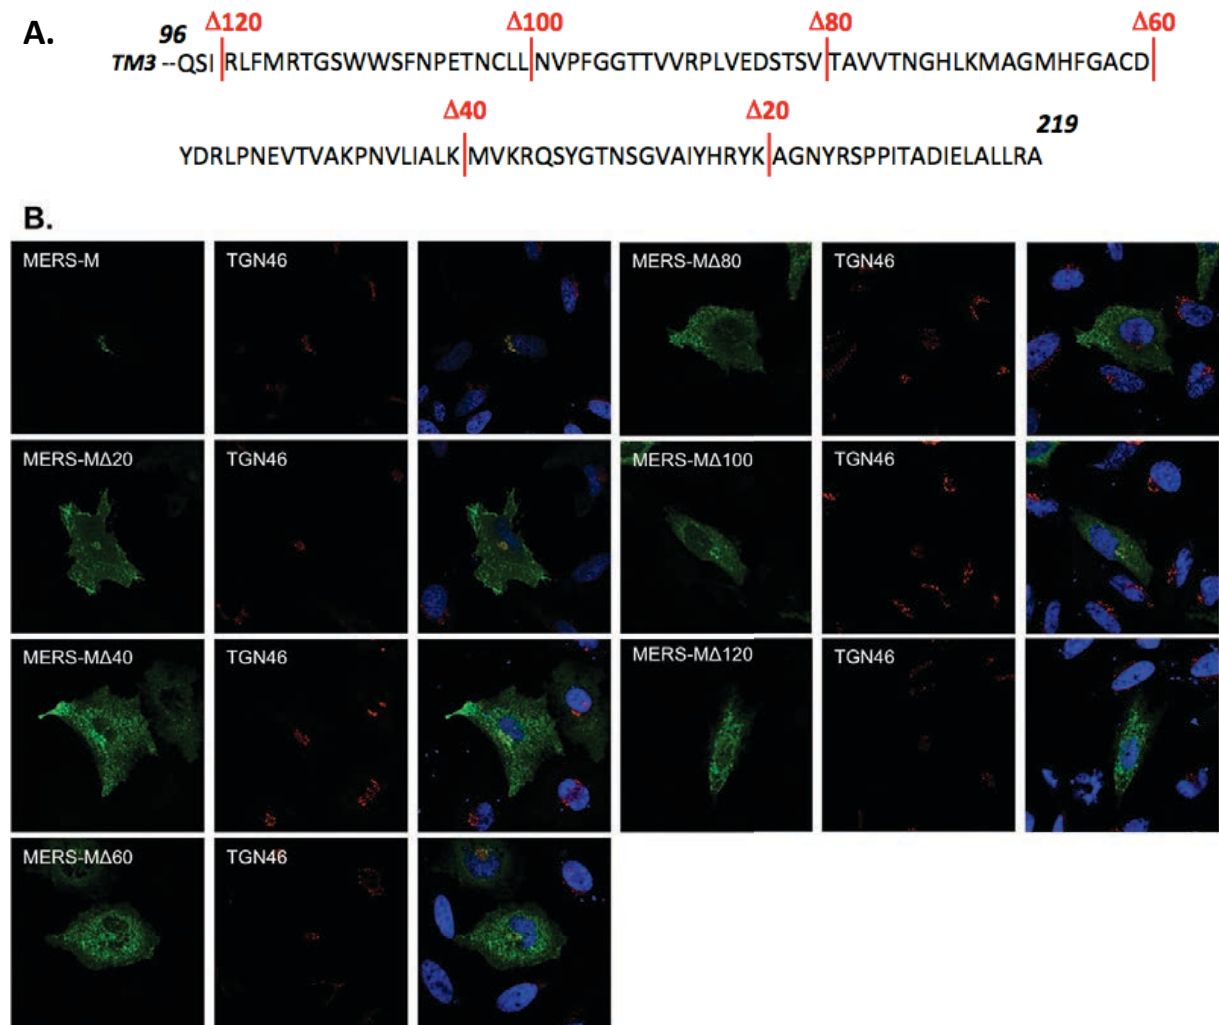 A.
96 Δ120 Δ100 Δ80 Δ60
TM3 --QSI RLFMRTGSWWSFNPETNCLL NVPFGGTTVVRPLVEDSTSV TAVVTNGHLKMAGMHFGACD
Δ40 Δ20 219
YDRLPNEVTVAKPNVLIALK MVKRQSYGTNSGVAIYHRYK AGNYRSPPITADIELALLRA
B.
MERS-M TGN46 MERS-MΔ80 TGN46
MERS-MΔ20 TGN46 MERS-MΔ100 TGN46
MERS-MΔ40 TGN46 MERS-MΔ120 TGN46
MERS-MΔ60 TGN46